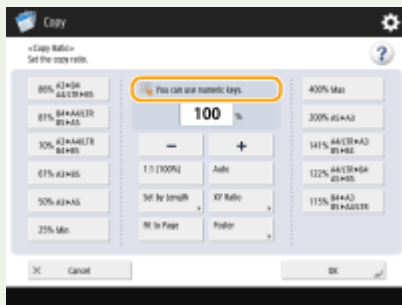 Copy
<Copy Ratio>
Set the copy ratio.
?
You can use numeric keys.
100 %
- +
86% A3➔B4
A4/LTR➔B5
81% B4➔A4/LTR
B5➔A5
70% A3➔A4/LTR
B4➔B5
67% A3➔B5
50% A3➔A5
25% Min
1:1 (100%)
Auto
Set by Length
XY Ratio
Fit to Page
Poster
400% Max
200% A5➔A3
141% A4/LTR➔A3
B5➔B4
122% A4/LTR➔B4
A5➔B5
115% B4➔A3
B5➔A4/LTR
Cancel
OK